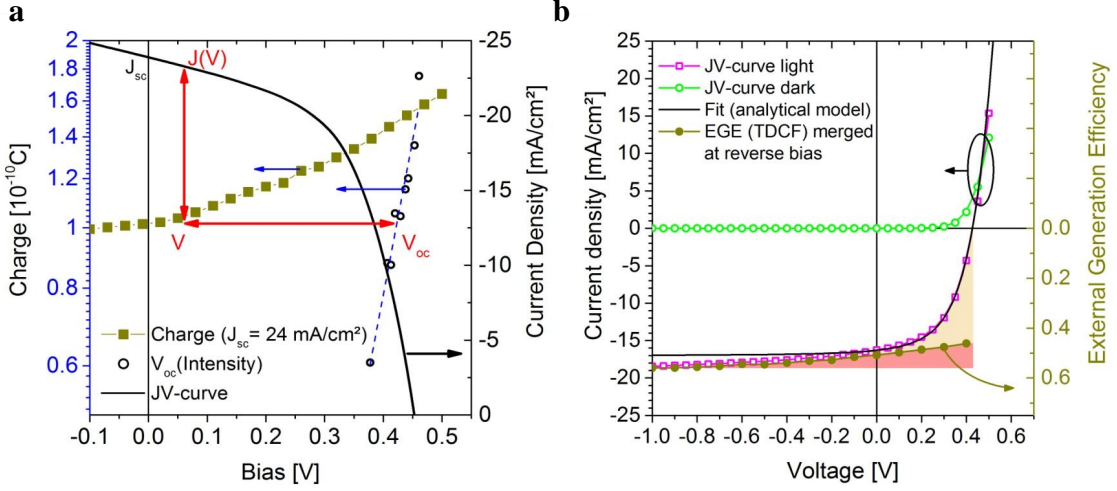 a
b
2
1.8
1.6
1.4
1.2
1
0.8
0.6
Charge [10⁻¹⁰C]
J_sc
J(V)
V
V_oc
Charge (J_sc= 24 mA/cm²)
V_oc(Intensity)
JV-curve
-0.1 0.0 0.1 0.2 0.3 0.4 0.5
Bias [V]
-25
-20
-15
-10
-5
0
Current Density [mA/cm²]
25
20
15
10
5
0
-5
-10
-15
-20
-25
Current density [mA/cm²]
JV-curve light
JV-curve dark
Fit (analytical model)
EGE (TDCF) merged
at reverse bias
-1.0 -0.8 -0.6 -0.4 -0.2 0.0 0.2 0.4 0.6
Voltage [V]
0.0
0.2
0.4
0.6
External Generation Efficiency